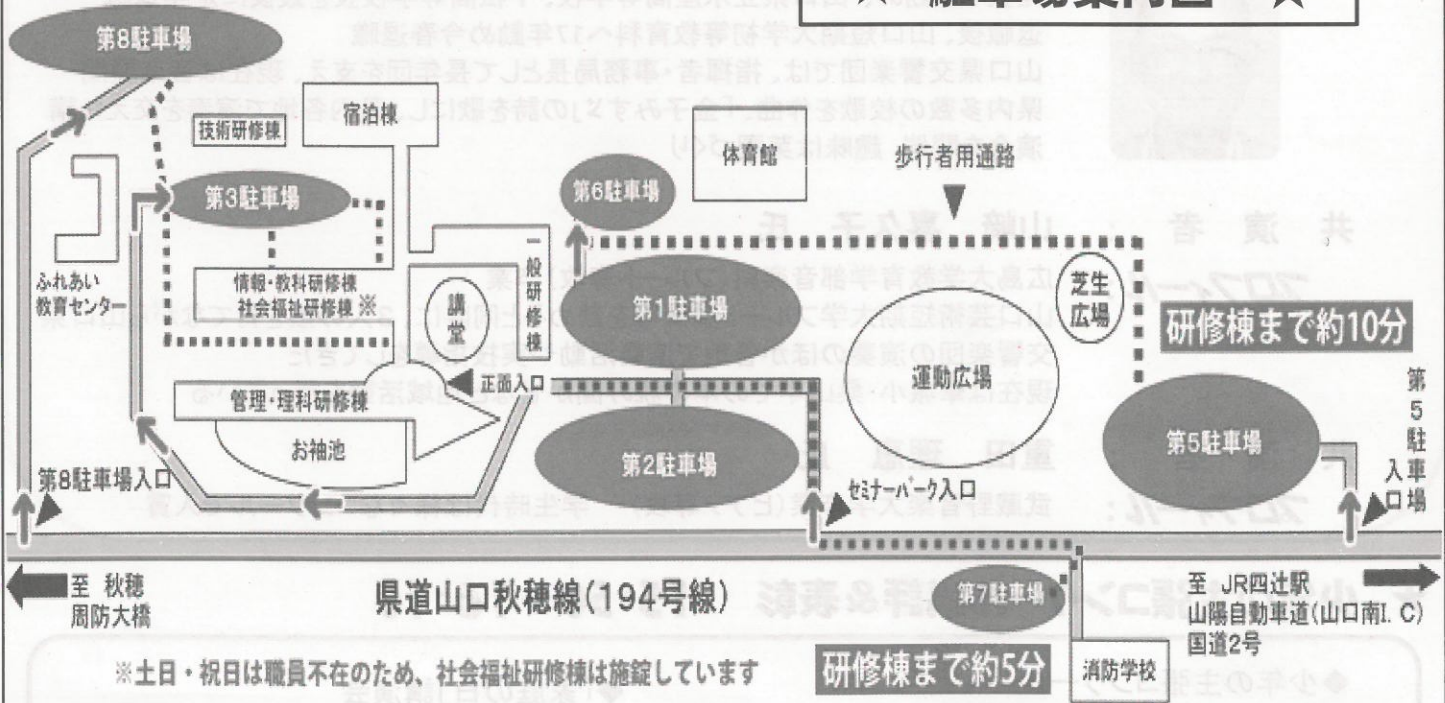 ☆ 駐車場案内図 ☆
第8駐車場
技術研修棟
宿泊棟
体育館
歩行者用通路
第3駐車場
第6駐車場
ふれあい
教育センター
情報・教科研修棟
社会福祉研修棟※
講堂
一般研修棟
第1駐車場
芝生
広場
研修棟まで約10分
運動広場
正面入口
管理・理科研修棟
お袖池
第2駐車場
第5駐車場
第5駐車場
入口
第8駐車場入口
セミナーパーク入口
至 秋穂
周防大橋
県道山口秋穂線(194号線)
第7駐車場
至 JR四辻駅
山陽自動車道(山口南I.C)
国道2号
※土日・祝日は職員不在のため、社会福祉研修棟は施錠しています
研修棟まで約5分
消防学校